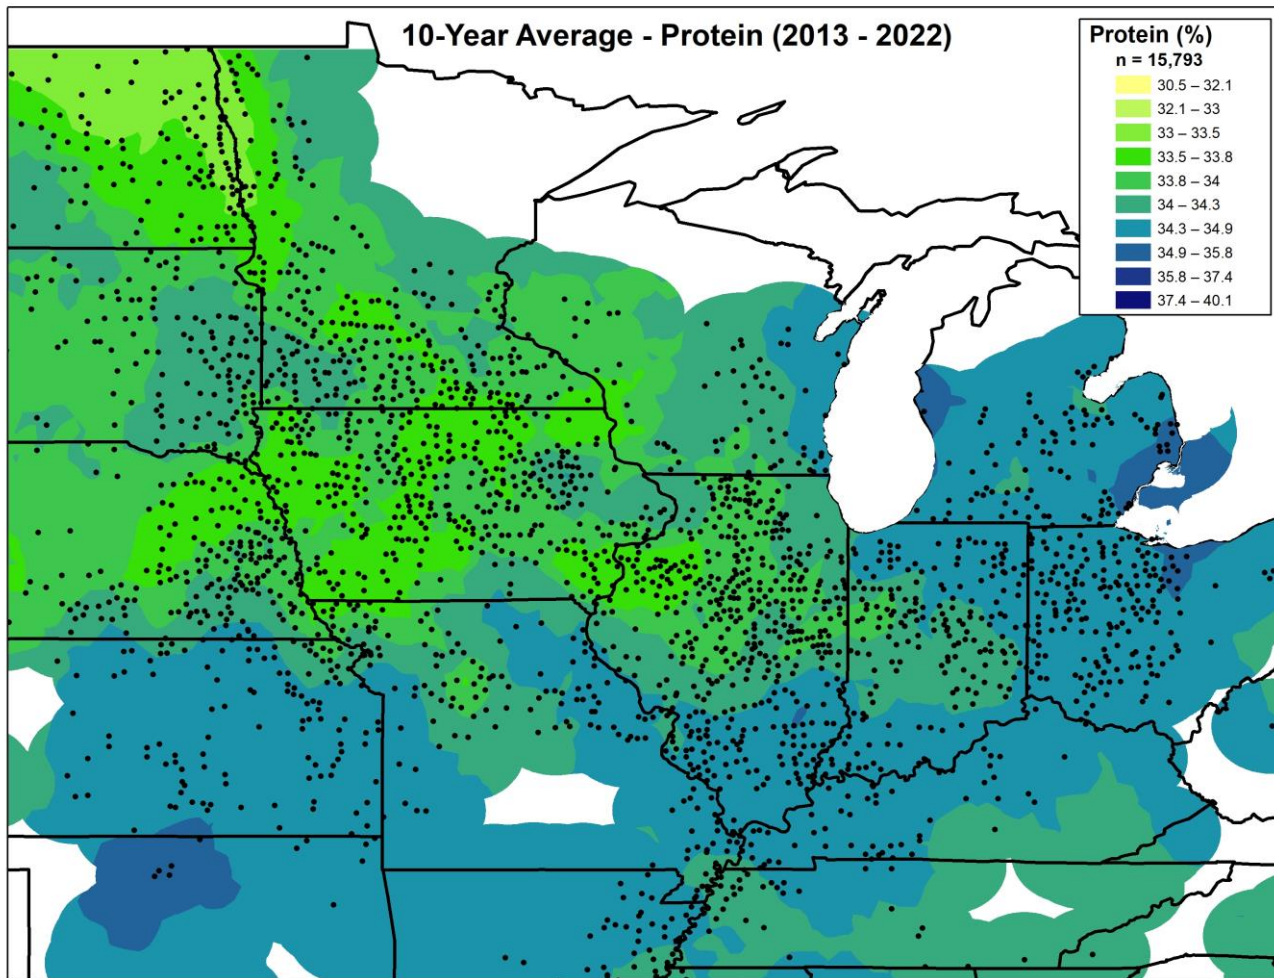 10-Year Average - Protein (2013 - 2022)
Protein (%)
n = 15,793
30.5 – 32.1
32.1 – 33
33 – 33.5
33.5 – 33.8
33.8 – 34
34 – 34.3
34.3 – 34.9
34.9 – 35.8
35.8 – 37.4
37.4 – 40.1